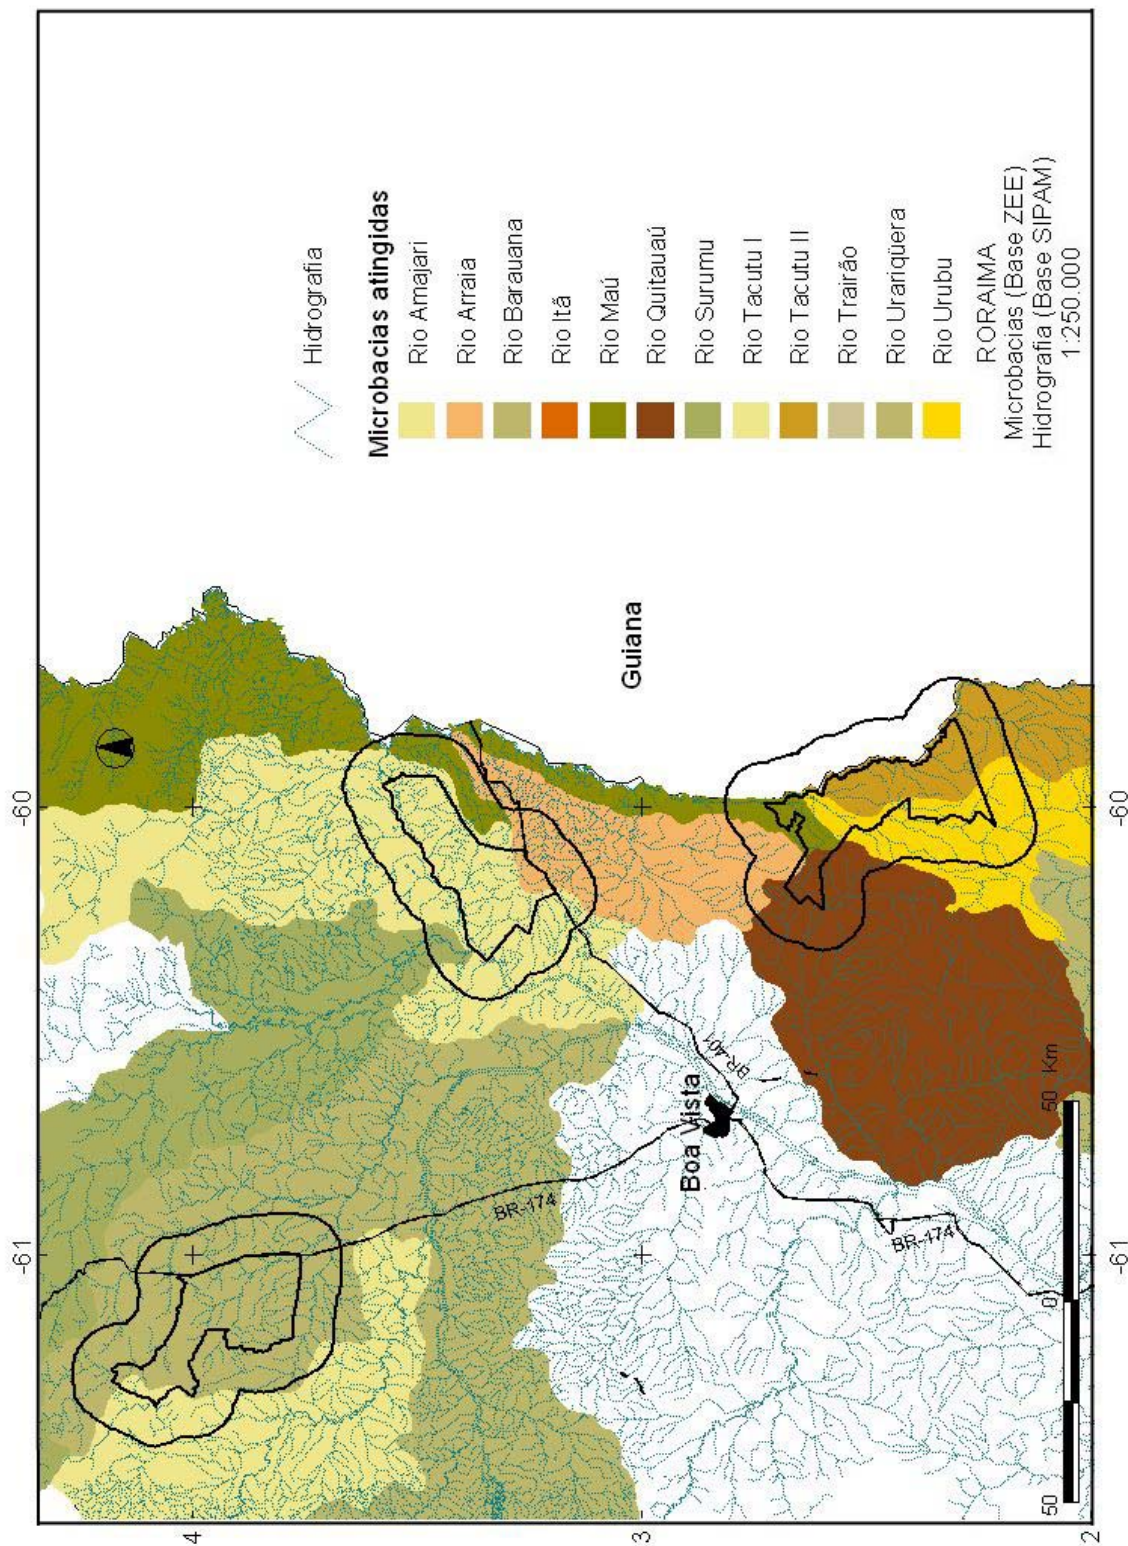 -61
-60
4
3
2
-61
-60
Hidrografia
Microbacias atingidas
Rio Amajari
Rio Arraia
Rio Barauana
Rio Itã
Rio Maú
Rio Quitauaú
Rio Surumu
Rio Tacutu I
Rio Tacutu II
Rio Trairão
Rio Urariqüera
Rio Urubu
RORAIMA
Microbacias (Base ZEE)
Hidrografia (Base SIPAM)
1:250.000
Guiana
Boa Vista
BR-401
BR-174
BR-174
50
0
50 Km